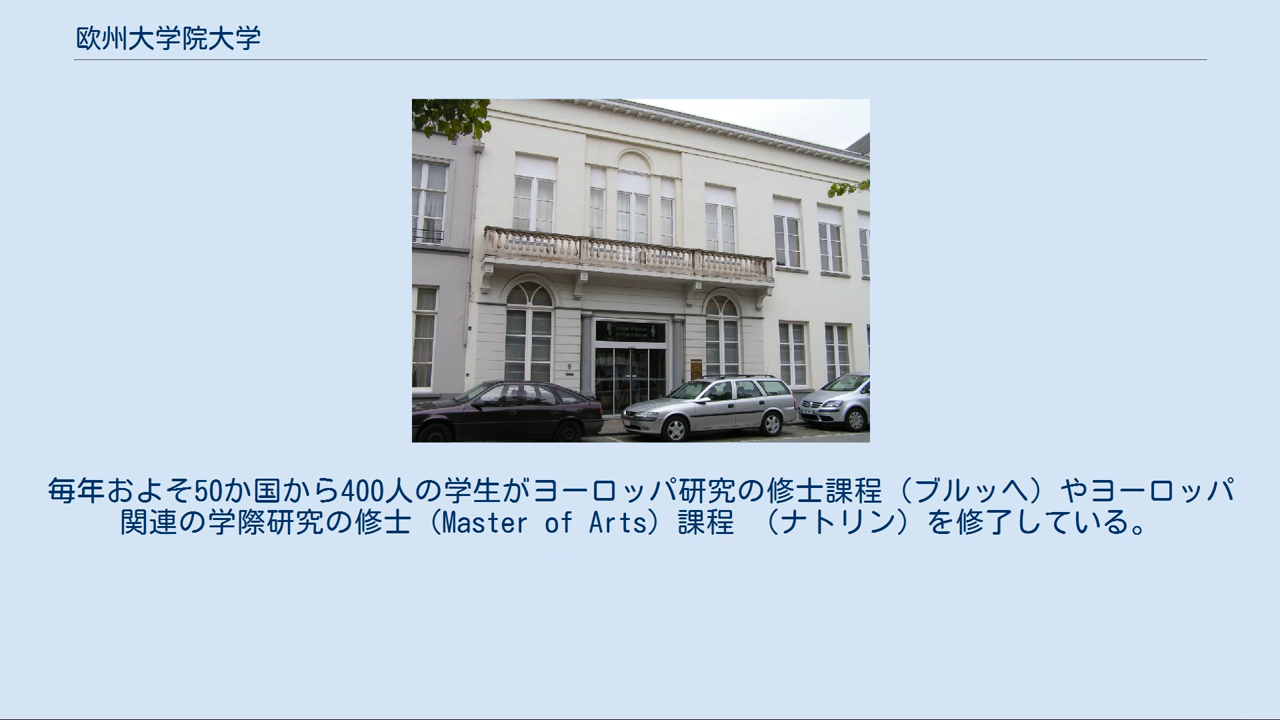 欧州大学院大学
9
毎年およそ50か国から400人の学生がヨーロッパ研究の修士課程（ブルッヘ）やヨーロッパ
関連の学際研究の修士（Master of Arts）課程 （ナトリン）を修了している。